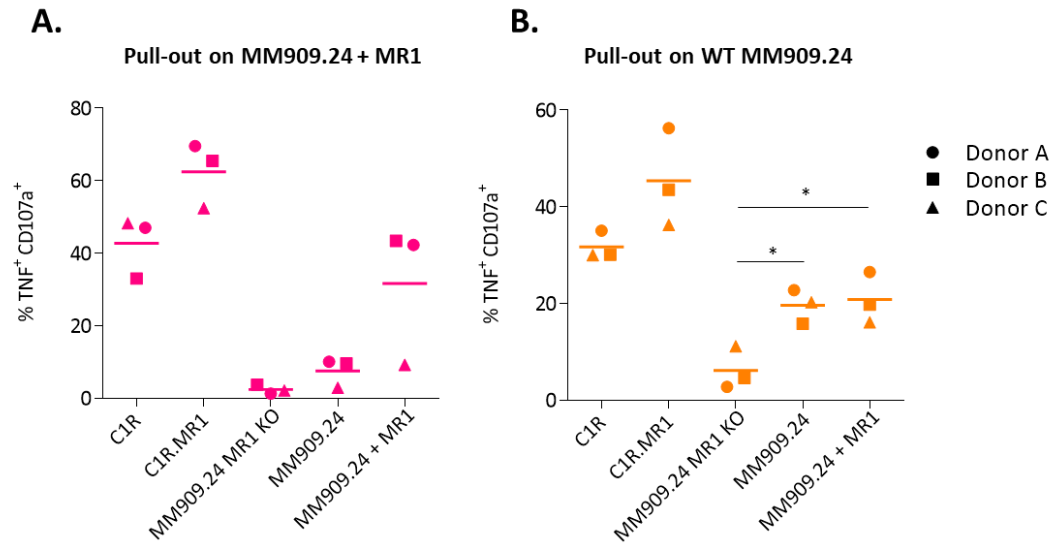 A.
Pull-out on MM909.24 + MR1
% TNF⁺ CD107a⁺
80
60
40
20
0
C1R
C1R.MR1
MM909.24 MR1 KO
MM909.24
MM909.24 + MR1
B.
Pull-out on WT MM909.24
% TNF⁺ CD107a⁺
60
40
20
0
*
*
C1R
C1R.MR1
MM909.24 MR1 KO
MM909.24
MM909.24 + MR1
Donor A
Donor B
Donor C